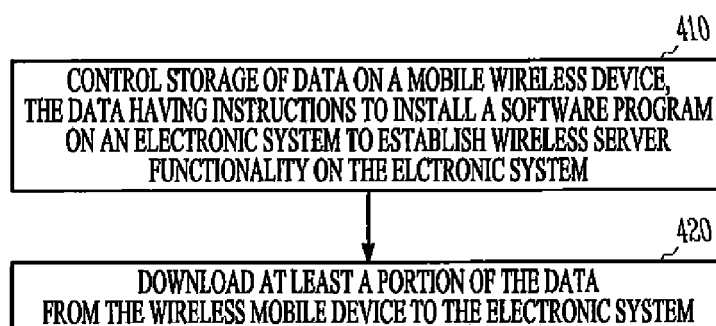 410
CONTROL STORAGE OF DATA ON A MOBILE WIRELESS DEVICE,
THE DATA HAVING INSTRUCTIONS TO INSTALL A SOFTWARE PROGRAM
ON AN ELECTRONIC SYSTEM TO ESTABLISH WIRELESS SERVER
FUNCTIONALITY ON THE ELCTRONIC SYSTEM
420
DOWNLOAD AT LEAST A PORTION OF THE DATA
FROM THE WIRELESS MOBILE DEVICE TO THE ELECTRONIC SYSTEM